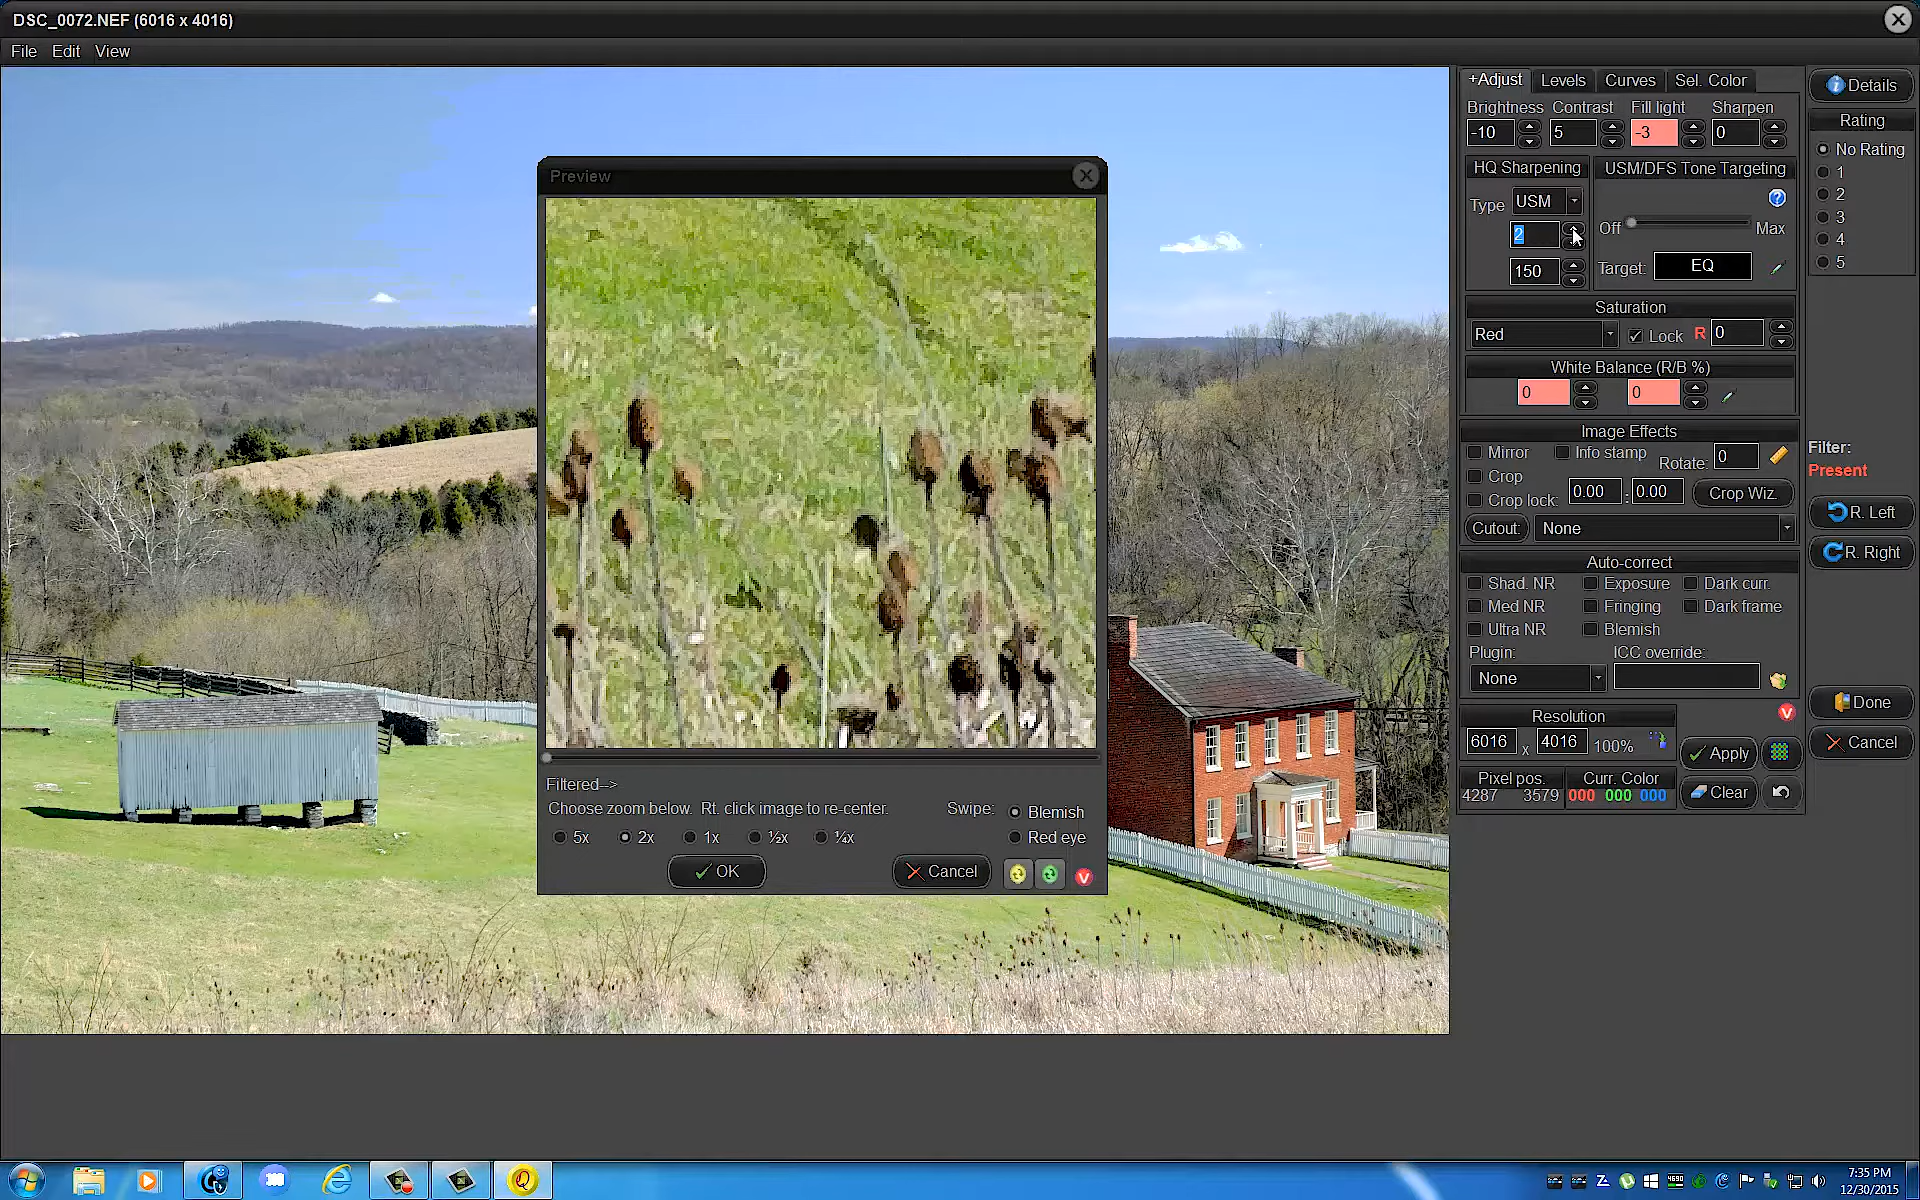 DSC_0072.NEF (6016 x 4016)
File Edit View
+Adjust Levels Curves Sel. Color
Details
Brightness Contrast Fill light Sharpen
-10 5 -3 0
Rating
No Rating
1
2
3
4
5
HQ Sharpening
USM/DFS Tone Targeting
Type USM
2
Off Max
150
Target: EQ
Saturation
Red Lock R 0
White Balance (R/B %)
0 0
Image Effects
Mirror Info stamp Rotate: 0
Crop
Crop lock: 0.00 : 0.00 Crop Wiz.
Cutout: None
Filter:
Present
R. Left
R. Right
Auto-correct
Shad. NR Exposure Dark curr.
Med NR Fringing Dark frame
Ultra NR Blemish
Plugin: ICC override:
None
Done
Cancel
Resolution
6016 x 4016 100%
Apply
Pixel pos. Curr. Color
4287 3579 000 000 000
Clear
Preview
Filtered-->
Choose zoom below. Rt. click image to re-center.
Swipe: Blemish
Red eye
5x 2x 1x ½x ¼x
OK Cancel
7:35 PM
12/30/2015